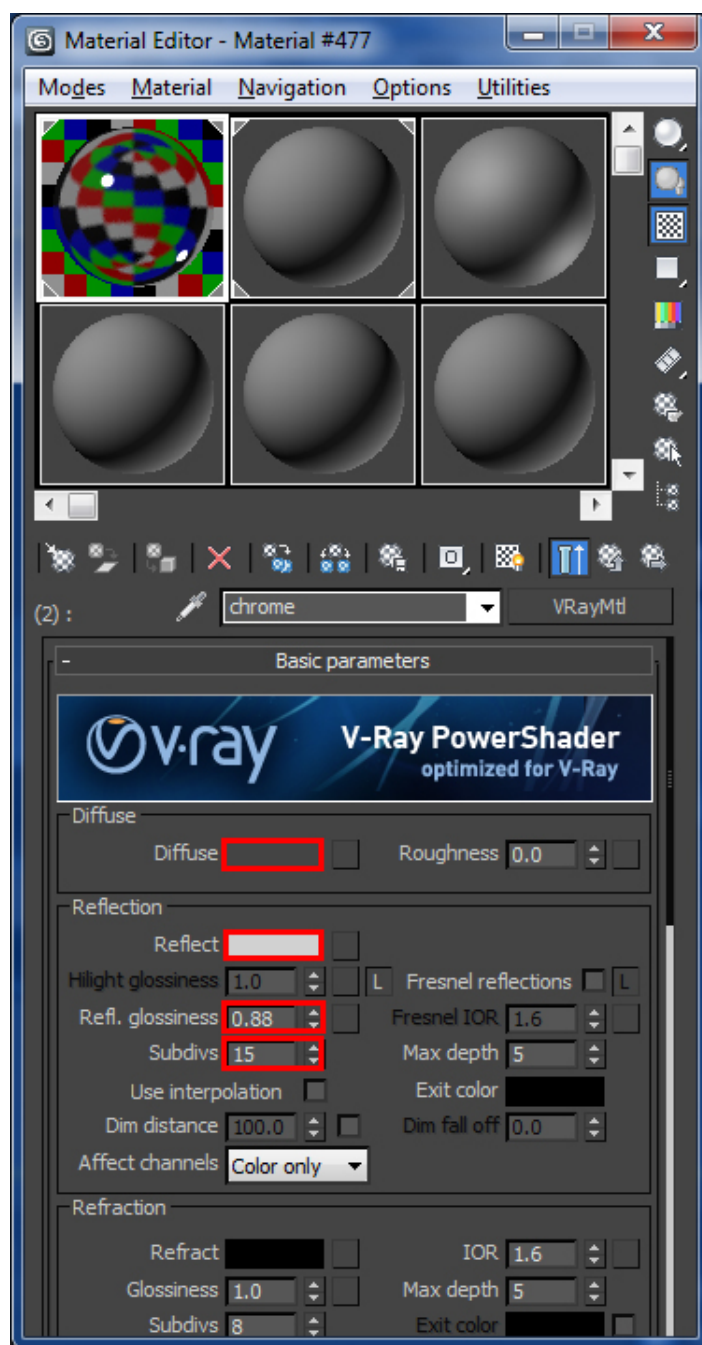 Material Editor - Material #477
Modes Material Navigation Options Utilities
(2) : chrome VRayMtl
- Basic parameters
v·ray V-Ray PowerShader
optimized for V-Ray
Diffuse
Diffuse Roughness 0.0
Reflection
Reflect
Hilight glossiness 1.0 L Fresnel reflections L
Refl. glossiness 0.88 Fresnel IOR 1.6
Subdivs 15 Max depth 5
Use interpolation Exit color
Dim distance 100.0 Dim fall off 0.0
Affect channels Color only
Refraction
Refract IOR 1.6
Glossiness 1.0 Max depth 5
Subdivs 8 Exit color